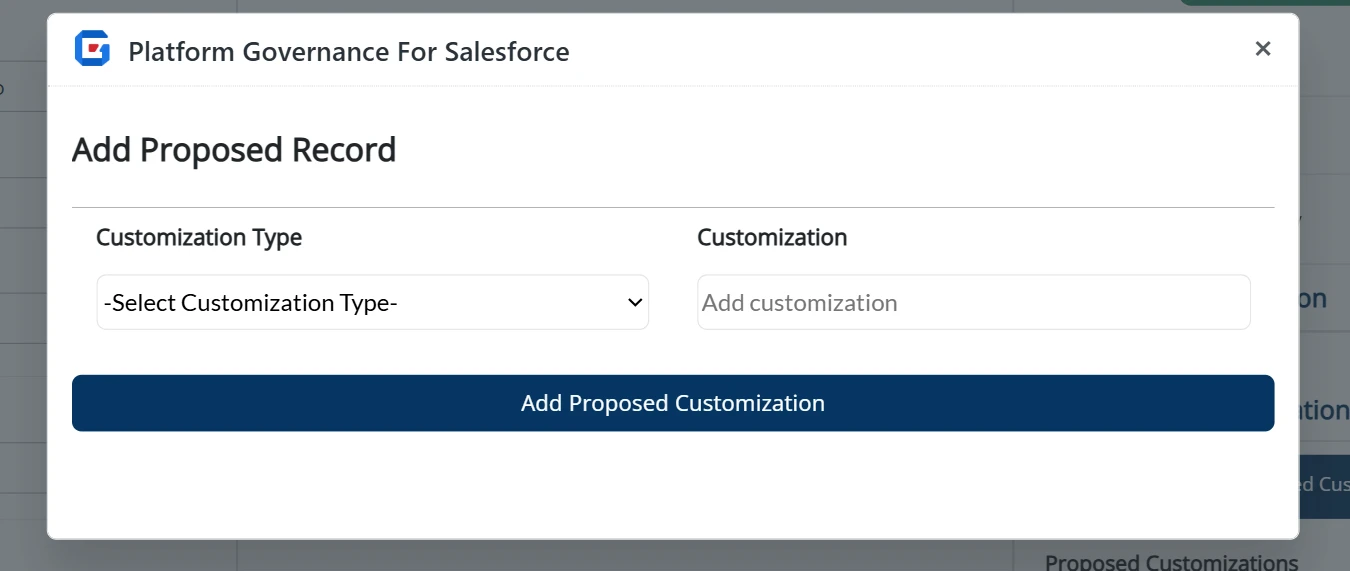 Platform Governance For Salesforce
×
Add Proposed Record
Customization Type
Customization
-Select Customization Type-
Add customization
on
Add Proposed Customization
ation
ed Cus
Proposed Customizations